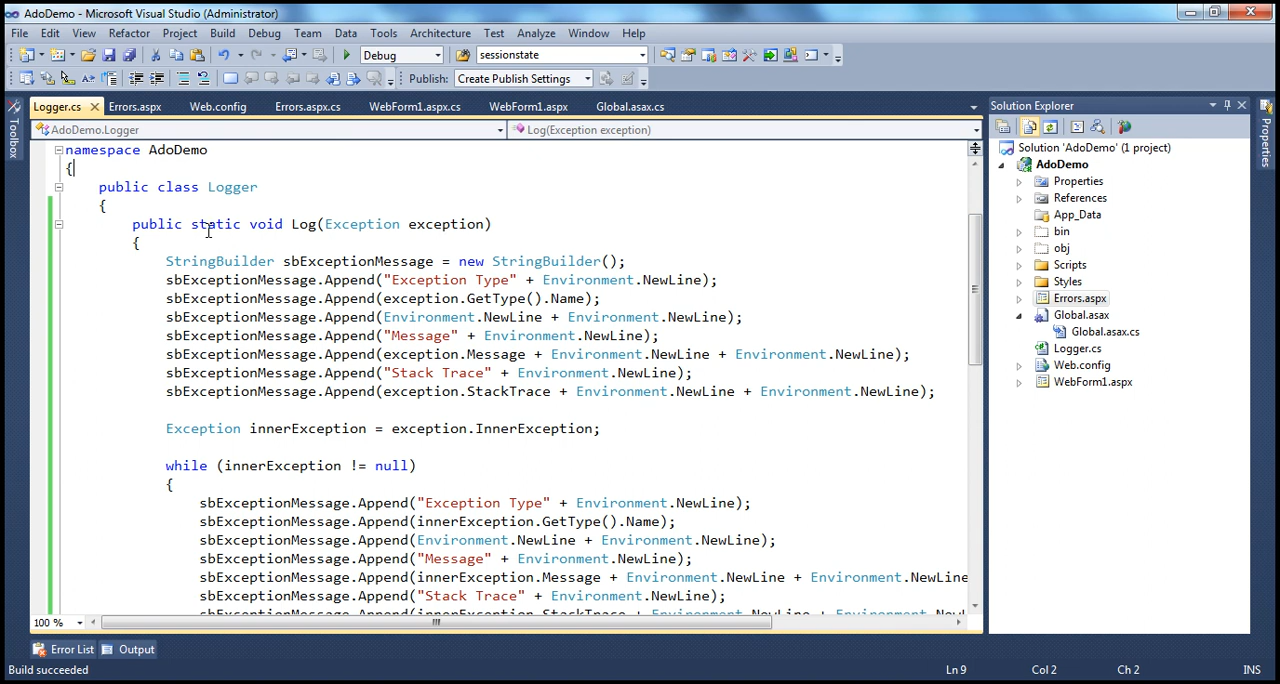 AdoDemo - Microsoft Visual Studio (Administrator)
File Edit View Refactor Project Build Debug Team Data Tools Architecture Test Analyze Window Help
Debug sessionstate
Publish: Create Publish Settings
Logger.cs Errors.aspx Web.config Errors.aspx.cs WebForm1.aspx.cs WebForm1.aspx Global.asax.cs
AdoDemo.Logger Log(Exception exception)
namespace AdoDemo
{
public class Logger
{
public static void Log(Exception exception)
{
StringBuilder sbExceptionMessage = new StringBuilder();
sbExceptionMessage.Append("Exception Type" + Environment.NewLine);
sbExceptionMessage.Append(exception.GetType().Name);
sbExceptionMessage.Append(Environment.NewLine + Environment.NewLine);
sbExceptionMessage.Append("Message" + Environment.NewLine);
sbExceptionMessage.Append(exception.Message + Environment.NewLine + Environment.NewLine);
sbExceptionMessage.Append("Stack Trace" + Environment.NewLine);
sbExceptionMessage.Append(exception.StackTrace + Environment.NewLine + Environment.NewLine);
Exception innerException = exception.InnerException;
while (innerException != null)
{
sbExceptionMessage.Append("Exception Type" + Environment.NewLine);
sbExceptionMessage.Append(innerException.GetType().Name);
sbExceptionMessage.Append(Environment.NewLine + Environment.NewLine);
sbExceptionMessage.Append("Message" + Environment.NewLine);
sbExceptionMessage.Append(innerException.Message + Environment.NewLine + Environment.NewLine
sbExceptionMessage.Append("Stack Trace" + Environment.NewLine);
sbExceptionMessage.Append(innerException.StackTrace + Environment.NewLine + Environment.NewL
100 %
Toolbox
Solution Explorer
Solution 'AdoDemo' (1 project)
AdoDemo
Properties
References
App_Data
bin
obj
Scripts
Styles
Errors.aspx
Global.asax
Global.asax.cs
Logger.cs
Web.config
WebForm1.aspx
Properties
Error List Output
Build succeeded Ln 9 Col 2 Ch 2 INS